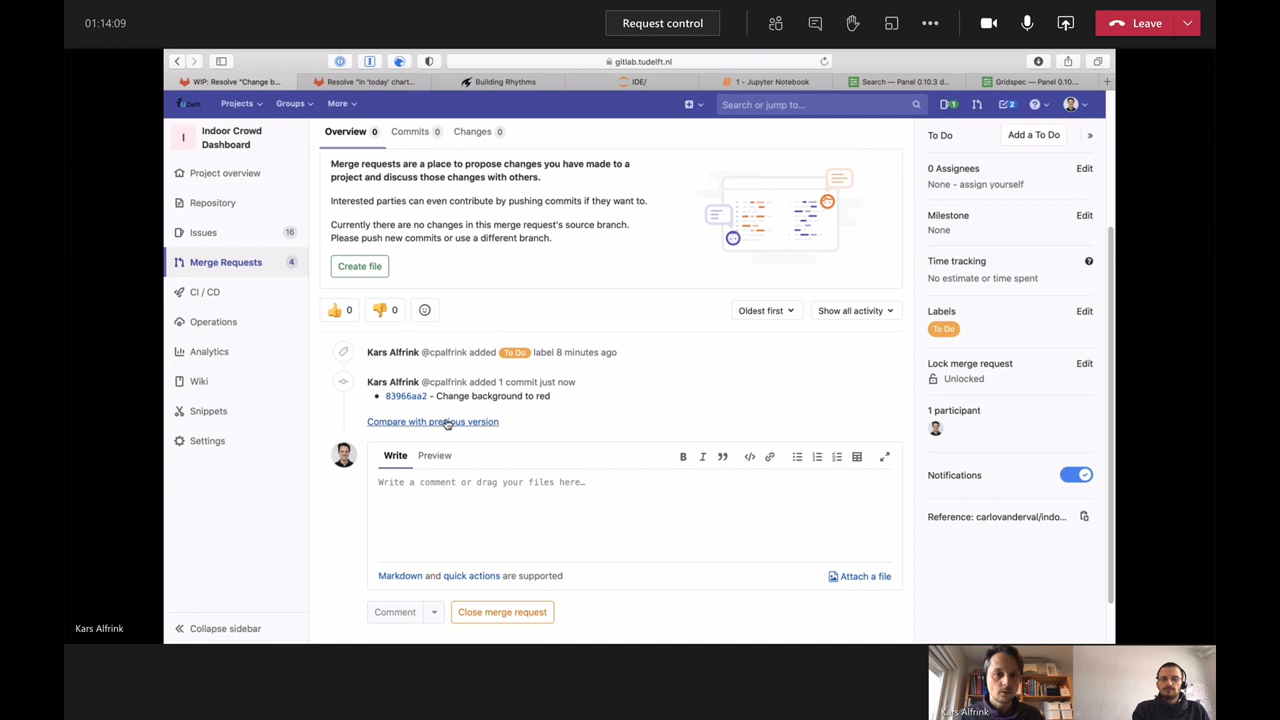 01:14:09
Request control
Leave
gitlab.tudelft.nl
WIP: Resolve "Change b...
Resolve "In 'today' chart...
Building Rhythms
IDE/
1 - Jupyter Notebook
Search — Panel 0.10.3 d...
Gridspec — Panel 0.10....
TUDelft
Projects
Groups
More
Search or jump to...
1
2
I
Indoor Crowd
Dashboard
Project overview
Repository
Issues 16
Merge Requests 4
CI / CD
Operations
Analytics
Wiki
Snippets
Settings
Collapse sidebar
Overview 0
Commits 0
Changes 0
Merge requests are a place to propose changes you have made to a
project and discuss those changes with others.
Interested parties can even contribute by pushing commits if they want to.
Currently there are no changes in this merge request's source branch.
Please push new commits or use a different branch.
Create file
0
0
Oldest first
Show all activity
Kars Alfrink @cpalfrink added To Do label 8 minutes ago
Kars Alfrink @cpalfrink added 1 commit just now
83966aa2 - Change background to red
Compare with previous version
Write
Preview
Write a comment or drag your files here…
Markdown and quick actions are supported
Attach a file
Comment
Close merge request
To Do
Add a To Do
0 Assignees
Edit
None - assign yourself
Milestone
Edit
None
Time tracking
No estimate or time spent
Labels
Edit
To Do
Lock merge request
Edit
Unlocked
1 participant
Notifications
Reference: carlovanderval/indo...
Kars Alfrink
Kars Alfrink